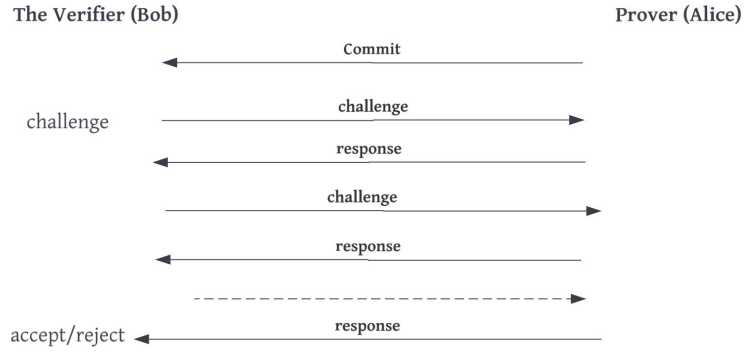 The Verifier (Bob)
Prover (Alice)
Commit
challenge
challenge
response
challenge
response
response
accept/reject